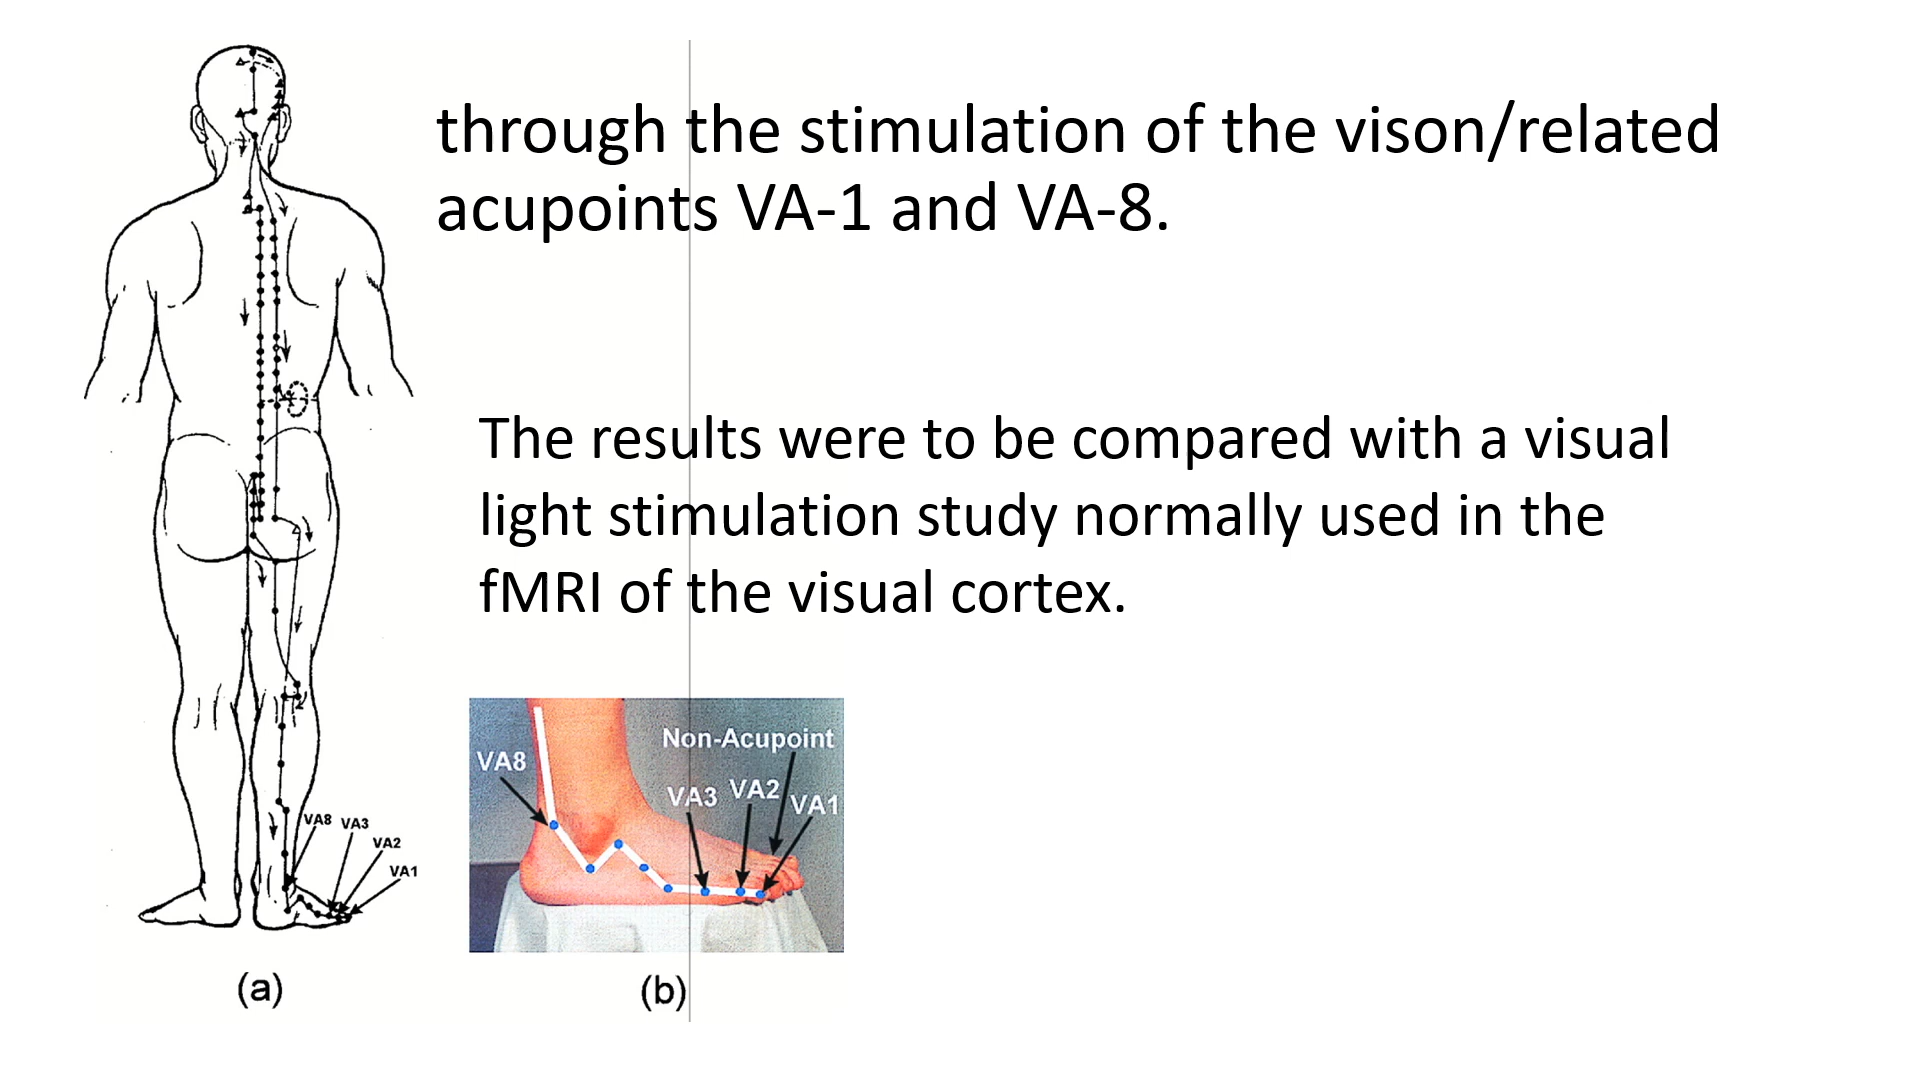 through the stimulation of the vison/related
acupoints VA-1 and VA-8.
The results were to be compared with a visual
light stimulation study normally used in the
fMRI of the visual cortex.
VA8
VA3
VA2
VA1
(a)
Non-Acupoint
VA8
VA3
VA2
VA1
(b)